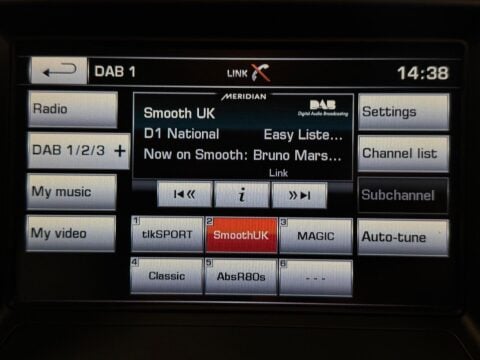 DAB 1
LINK
14:38
Radio
DAB 1/2/3 +
My music
My video
MERIDIAN
Smooth UK
DAB
Digital Audio Broadcasting
D1 National
Easy Liste...
Now on Smooth: Bruno Mars...
Link
i
Settings
Channel list
Subchannel
Auto-tune
1 tlkSPORT
2 SmoothUK
3 MAGIC
4 Classic
5 AbsR80s
6 - - -